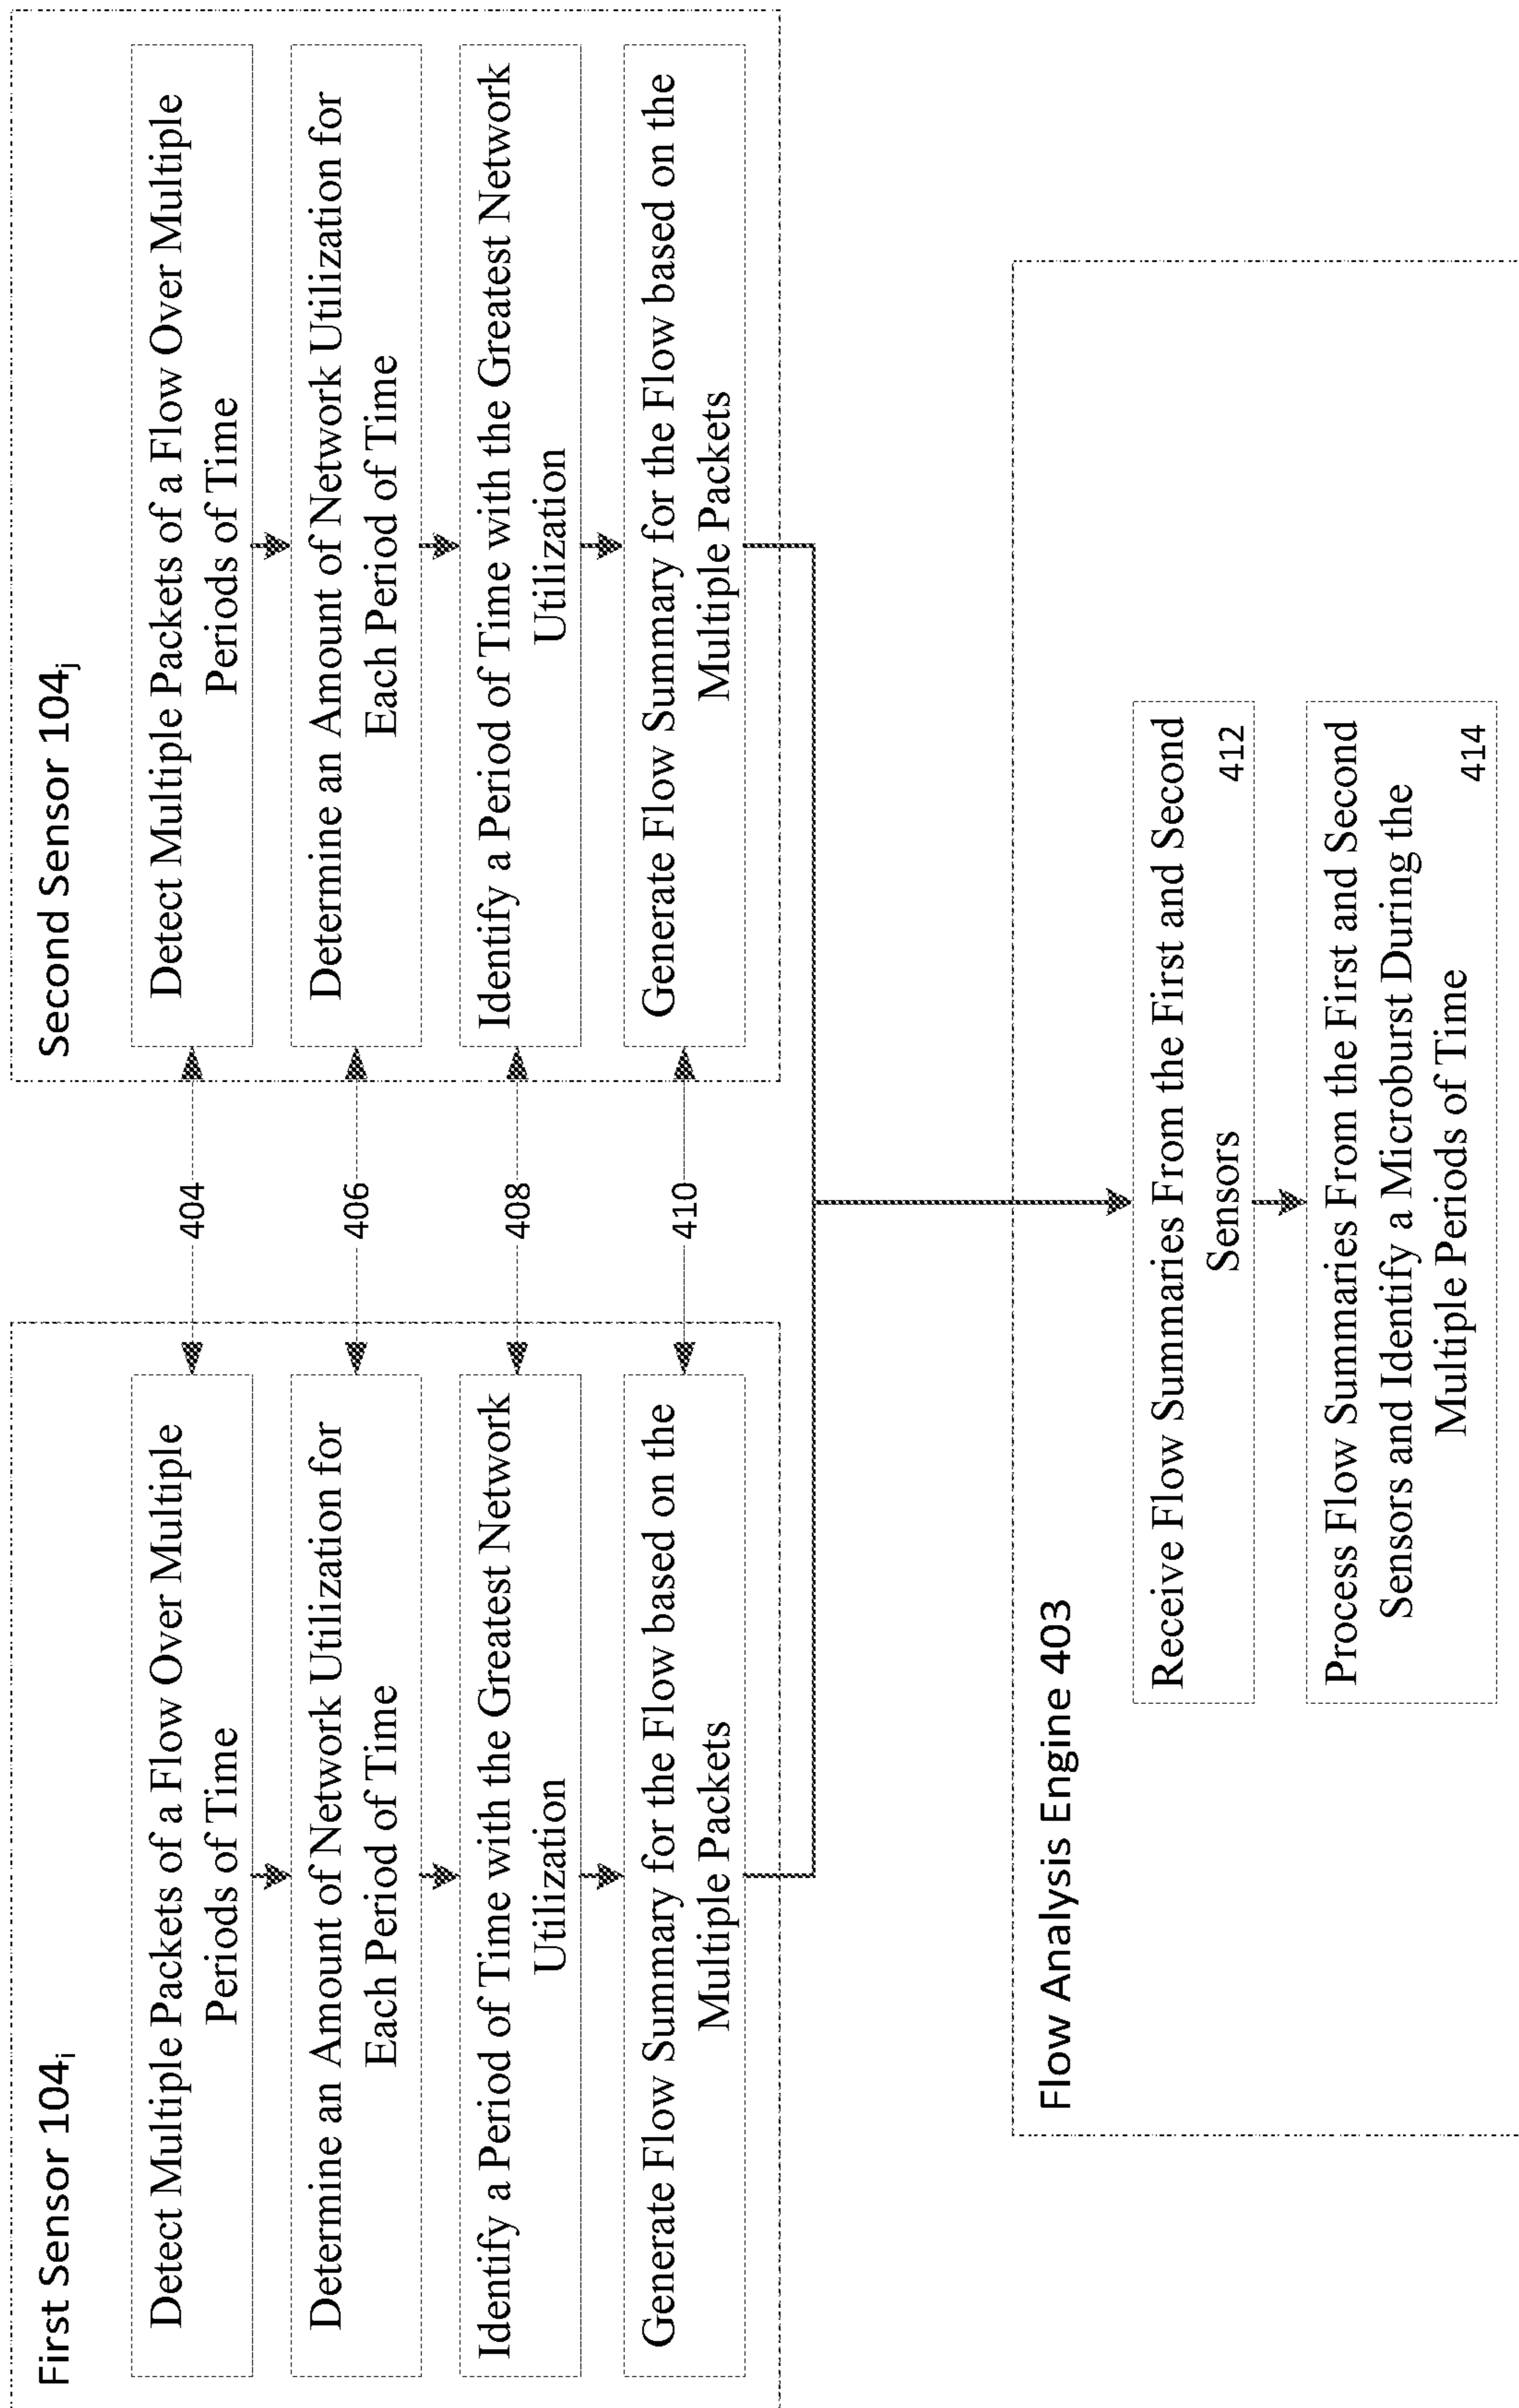 First Sensor 104i
Detect Multiple Packets of a Flow Over Multiple
Periods of Time
Determine an Amount of Network Utilization for
Each Period of Time
Identify a Period of Time with the Greatest Network
Utilization
Generate Flow Summary for the Flow based on the
Multiple Packets
404
406
408
410
Second Sensor 104j
Detect Multiple Packets of a Flow Over Multiple
Periods of Time
Determine an Amount of Network Utilization for
Each Period of Time
Identify a Period of Time with the Greatest Network
Utilization
Generate Flow Summary for the Flow based on the
Multiple Packets
Flow Analysis Engine 403
Receive Flow Summaries From the First and Second
Sensors
412
Process Flow Summaries From the First and Second
Sensors and Identify a Microburst During the
Multiple Periods of Time
414